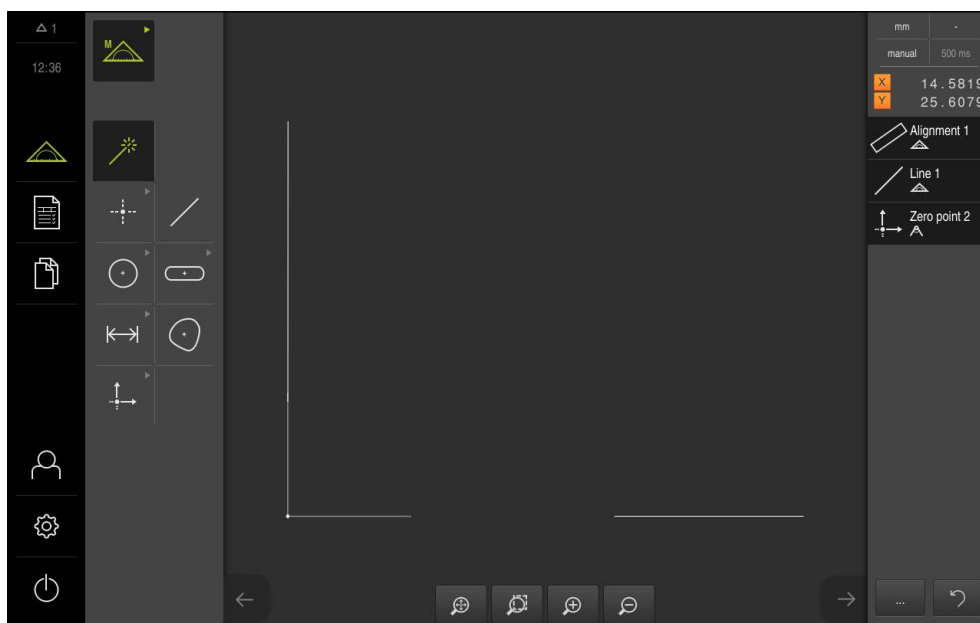 1
12:36
M
mm -
manual 500 ms
X 14.5819
Y 25.6079
Alignment 1
Line 1
Zero point 2
...